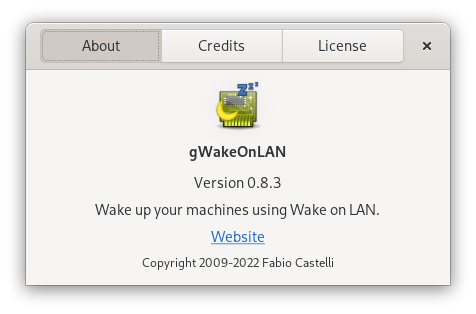 About
Credits
License
×
zzz
gWakeOnLAN
Version 0.8.3
Wake up your machines using Wake on LAN.
Website
Copyright 2009-2022 Fabio Castelli